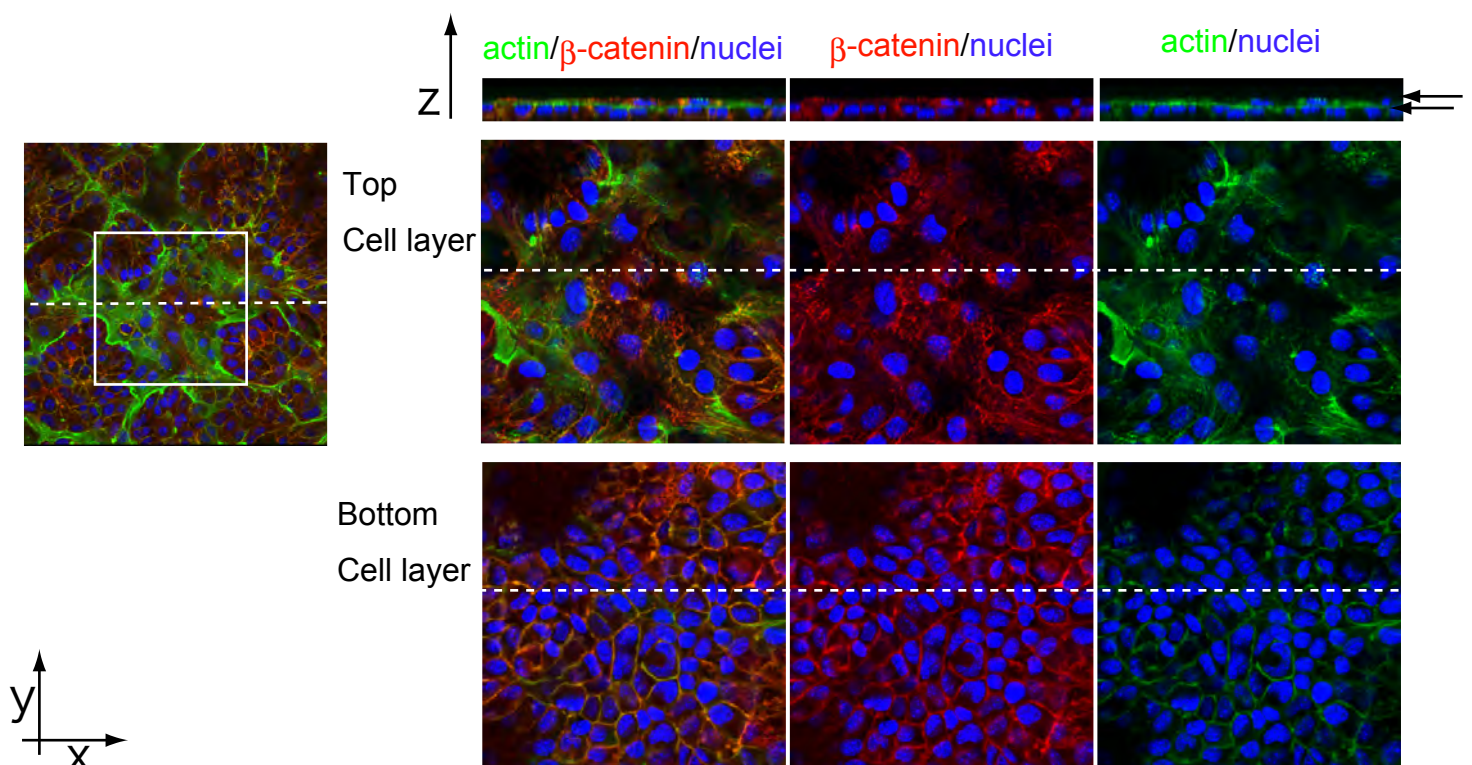 actin/β-catenin/nuclei
β-catenin/nuclei
actin/nuclei
z
Top
Cell layer
Bottom
Cell layer
y
x